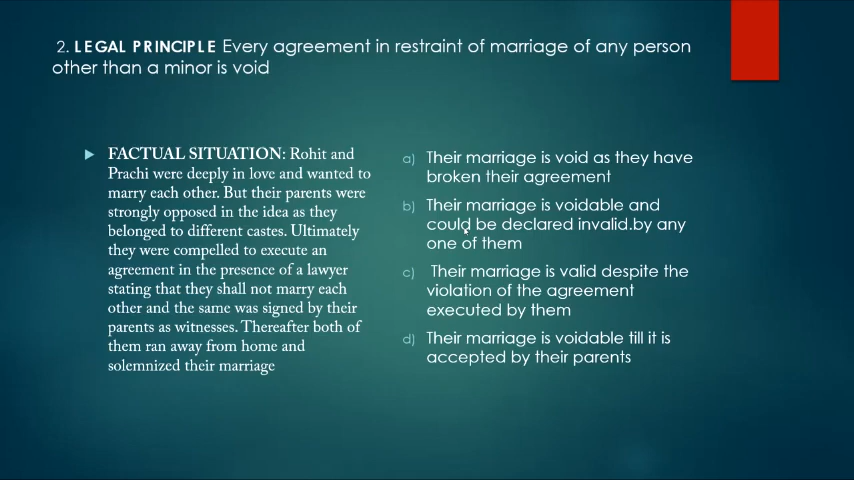 2. LEGAL PRINCIPLE Every agreement in restraint of marriage of any person
other than a minor is void
FACTUAL SITUATION: Rohit and
Prachi were deeply in love and wanted to
marry each other. But their parents were
strongly opposed in the idea as they
belonged to different castes. Ultimately
they were compelled to execute an
agreement in the presence of a lawyer
stating that they shall not marry each
other and the same was signed by their
parents as witnesses. Thereafter both of
them ran away from home and
solemnized their marriage
a) Their marriage is void as they have
broken their agreement
b) Their marriage is voidable and
could be declared invalid.by any
one of them
c) Their marriage is valid despite the
violation of the agreement
executed by them
d) Their marriage is voidable till it is
accepted by their parents